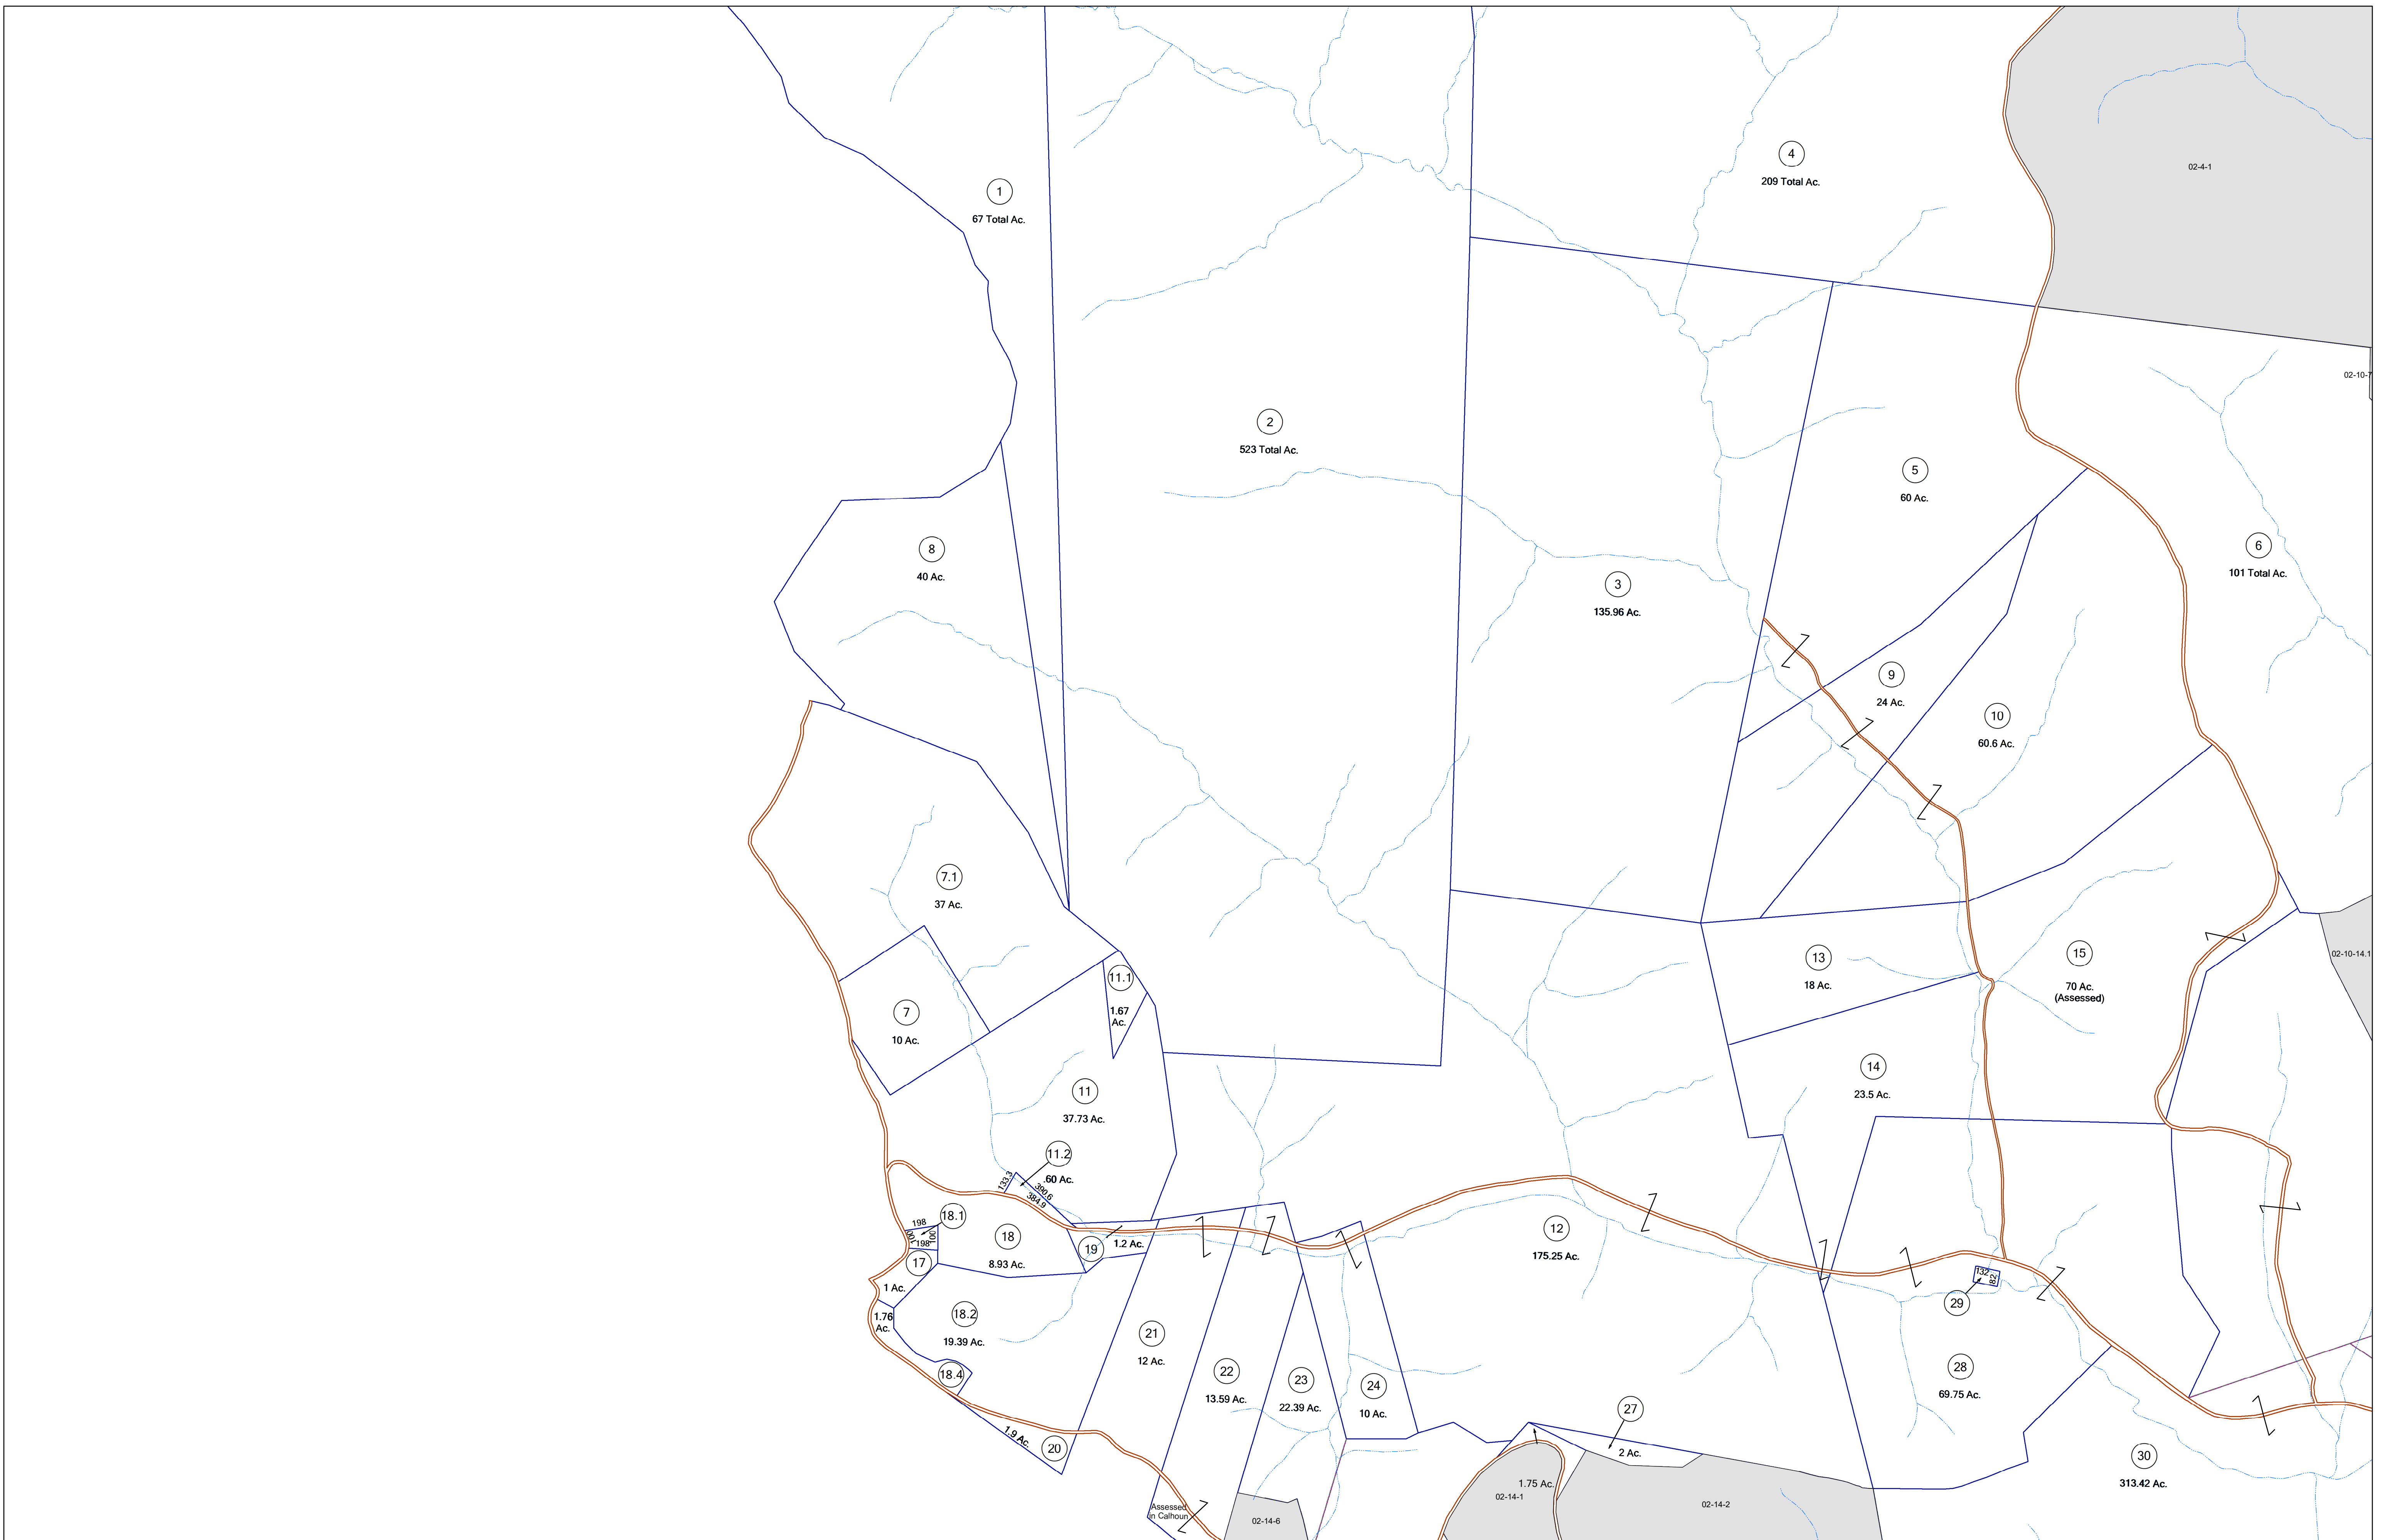 4
209 Total Ac.
02-4-1
1
67 Total Ac.
02-10-7
2
523 Total Ac.
5
60 Ac.
6
101 Total Ac.
8
40 Ac.
3
135.96 Ac.
9
24 Ac.
10
60.6 Ac.
7.1
37 Ac.
13
18 Ac.
15
70 Ac.
(Assessed)
02-10-14.1
11.1
1.67
Ac.
7
10 Ac.
14
23.5 Ac.
11
37.73 Ac.
11.2
.60 Ac.
133.3
390.6
384.9
198
18.1
100
100
198
18
8.93 Ac.
19
1.2 Ac.
12
175.25 Ac.
17
1 Ac.
132
82
29
1.76
Ac.
18.2
19.39 Ac.
21
12 Ac.
22
13.59 Ac.
23
22.39 Ac.
24
10 Ac.
28
69.75 Ac.
18.4
27
2 Ac.
1.9 Ac.
20
30
313.42 Ac.
1.75 Ac.
02-14-1
02-14-2
Assessed
in Calhoun
02-14-6